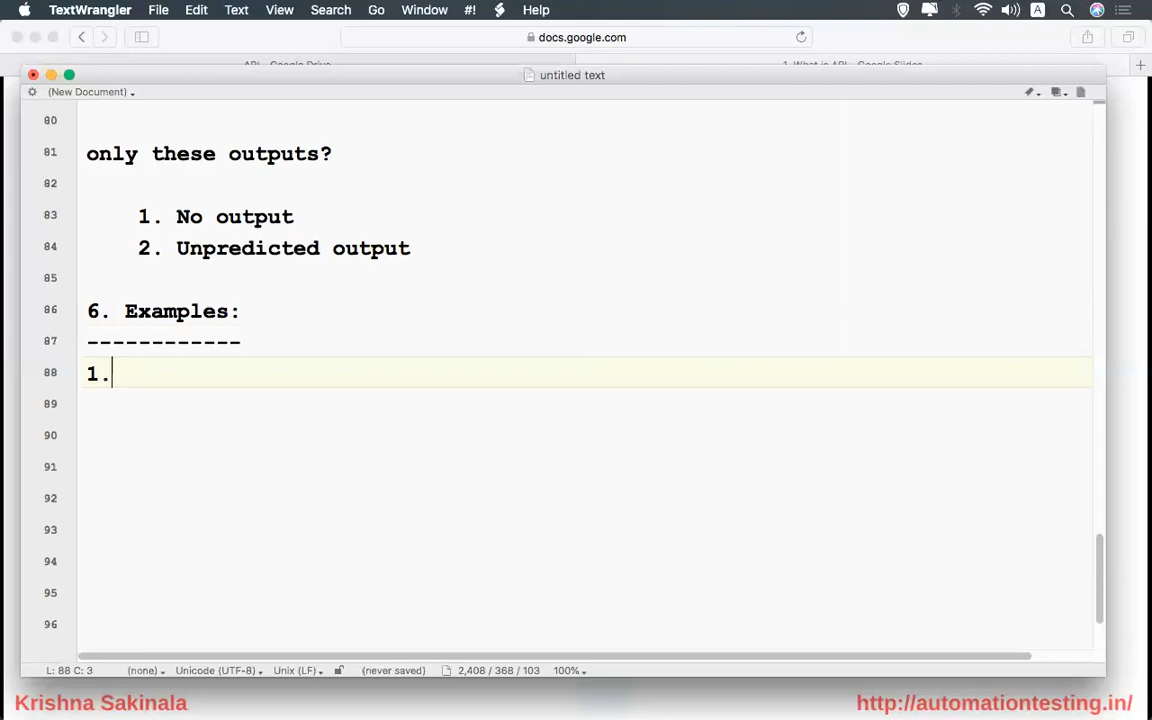 TextWrangler File Edit Text View Search Go Window #! Help A
docs.google.com
untitled text
(New Document)
80
81 only these outputs?
82
83 1. No output
84 2. Unpredicted output
85
86 6. Examples:
87 ------------
88 1.
89
90
91
92
93
94
95
96
L: 88 C: 3 (none) Unicode (UTF-8) Unix (LF) (never saved) 2,408 / 368 / 103 100%
Krishna Sakinala http://automationtesting.in/